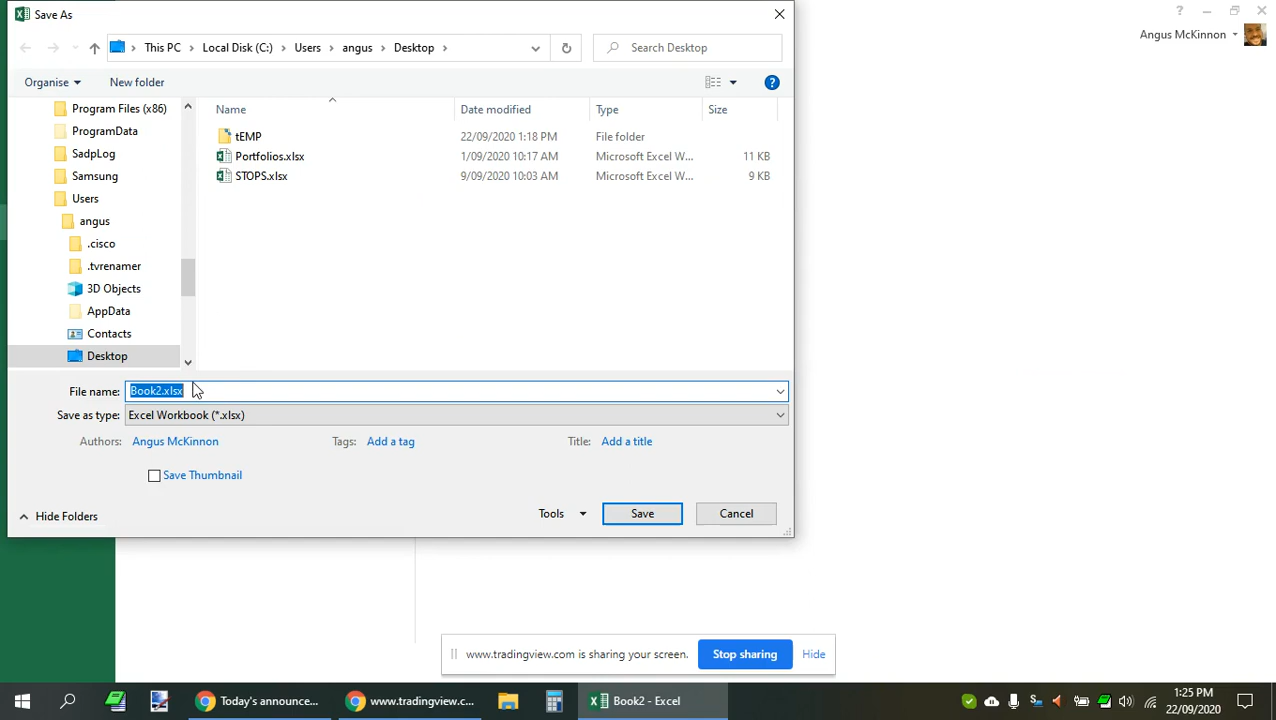 Save As
Angus McKinnon
This PC > Local Disk (C:) > Users > angus > Desktop >
Search Desktop
Organise
New folder
Name Date modified Type Size
Program Files (x86)
ProgramData
SadpLog
Samsung
Users
angus
.cisco
.tvrenamer
3D Objects
AppData
Contacts
Desktop
tEMP 22/09/2020 1:18 PM File folder
Portfolios.xlsx 1/09/2020 10:17 AM Microsoft Excel W... 11 KB
STOPS.xlsx 9/09/2020 10:03 AM Microsoft Excel W... 9 KB
File name: Book2.xlsx
Save as type: Excel Workbook (*.xlsx)
Authors: Angus McKinnon Tags: Add a tag Title: Add a title
Save Thumbnail
Hide Folders
Tools Save Cancel
www.tradingview.com is sharing your screen. Stop sharing Hide
Today's announce...
www.tradingview.c...
Book2 - Excel
1:25 PM
22/09/2020